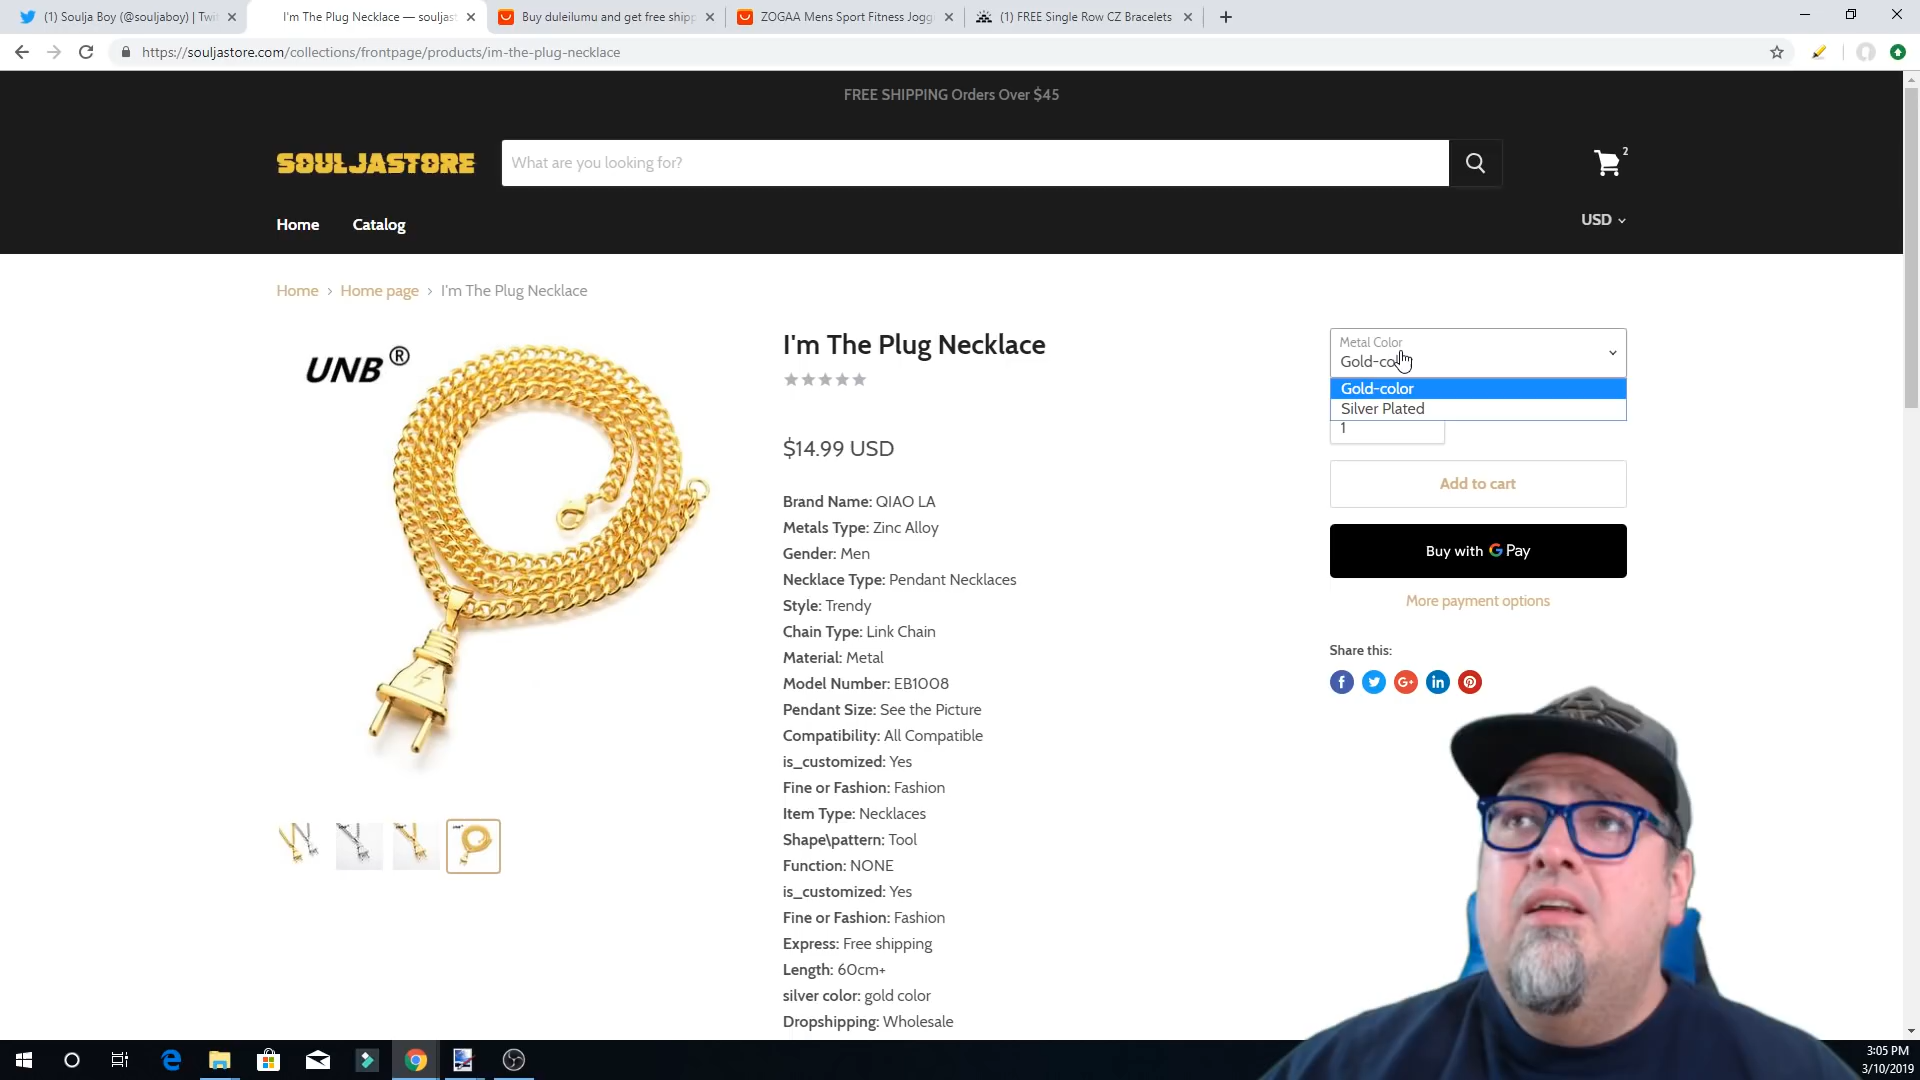 (1) Soulja Boy (@souljaboy) | Twi
I'm The Plug Necklace — souljast
Buy duleilumu and get free shipp
ZOGAA Mens Sport Fitness Jogg
(1) FREE Single Row CZ Bracelets
https://souljastore.com/collections/frontpage/products/im-the-plug-necklace
FREE SHIPPING Orders Over $45
SOULJASTORE
What are you looking for?
2
Home
Catalog
USD
Home › Home page › I'm The Plug Necklace
UNB ®
I'm The Plug Necklace
$14.99 USD
Brand Name: QIAO LA
Metals Type: Zinc Alloy
Gender: Men
Necklace Type: Pendant Necklaces
Style: Trendy
Chain Type: Link Chain
Material: Metal
Model Number: EB1008
Pendant Size: See the Picture
Compatibility: All Compatible
is_customized: Yes
Fine or Fashion: Fashion
Item Type: Necklaces
Shape\pattern: Tool
Function: NONE
is_customized: Yes
Fine or Fashion: Fashion
Express: Free shipping
Length: 60cm+
silver color: gold color
Dropshipping: Wholesale
Metal Color
Gold-co
Gold-color
Silver Plated
1
Add to cart
Buy with G Pay
More payment options
Share this:
UNB
3:05 PM
3/10/2019